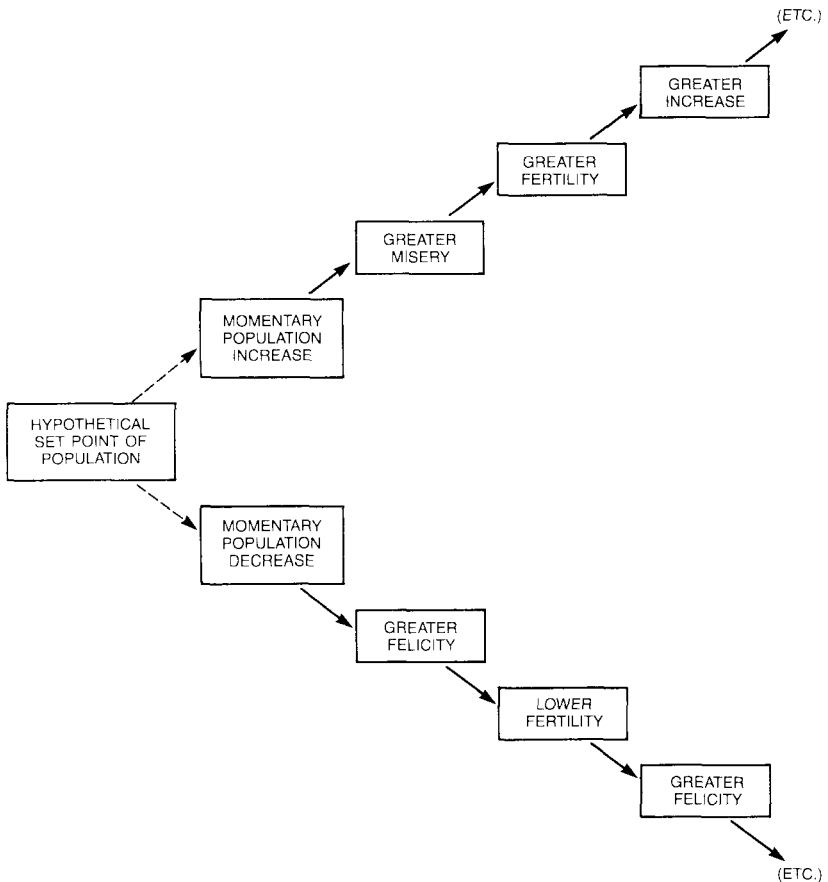 (ETC.)
GREATER
INCREASE
GREATER
FERTILITY
GREATER
MISERY
MOMENTARY
POPULATION
INCREASE
HYPOTHETICAL
SET POINT OF
POPULATION
MOMENTARY
POPULATION
DECREASE
GREATER
FELICITY
LOWER
FERTILITY
GREATER
FELICITY
(ETC.)